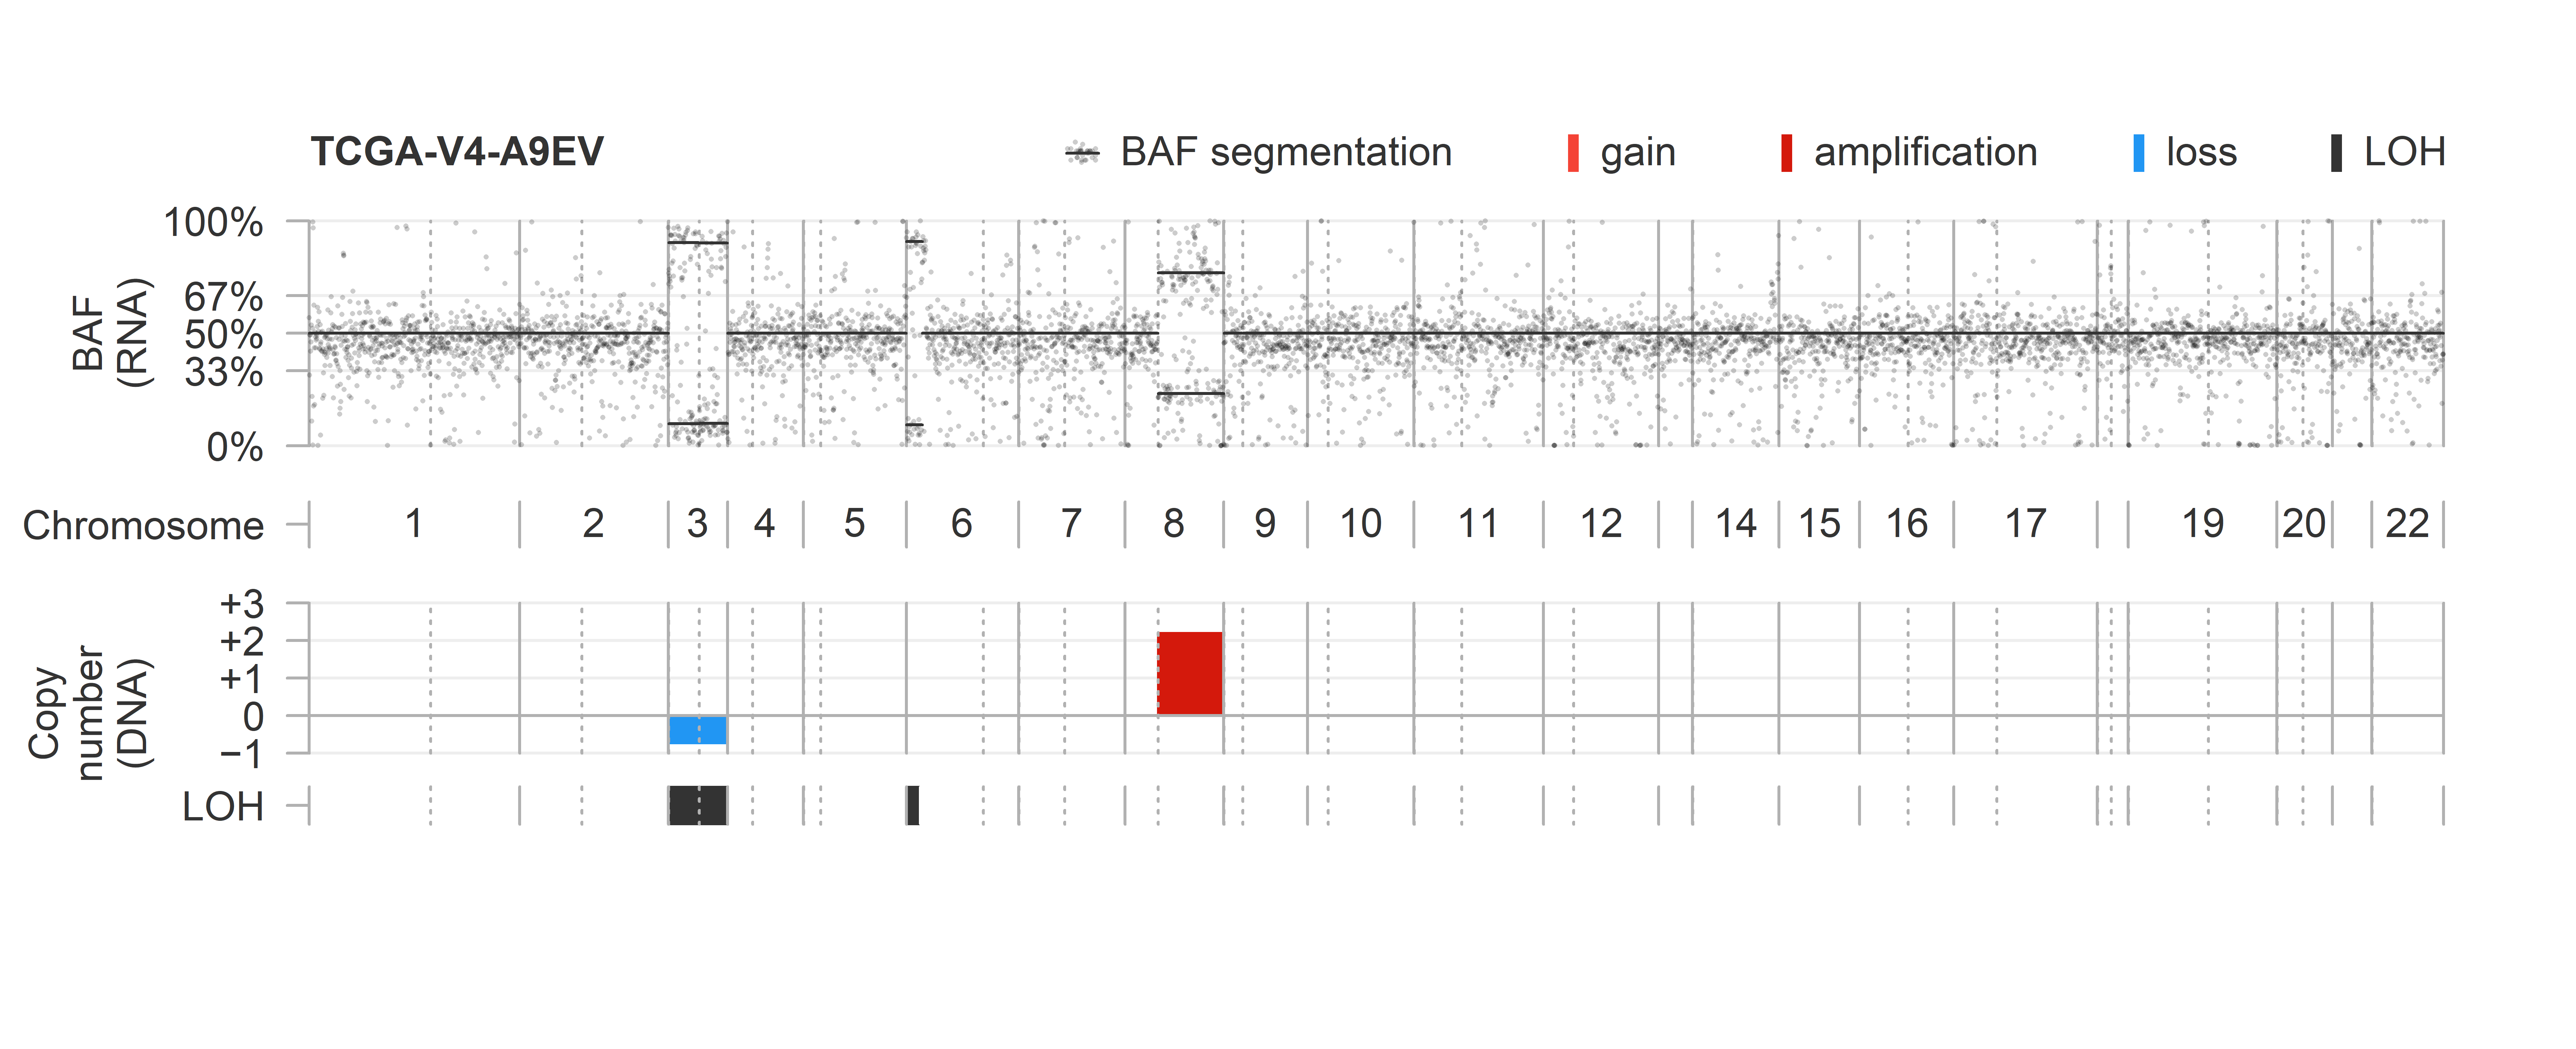 TCGA-V4-A9EV
BAF segmentation
gain
amplification
loss
LOH
BAF
(RNA)
100%
67%
50%
33%
0%
Chromosome
1 2 3 4 5 6 7 8 9 10 11 12 14 15 16 17 19 20 22
Copy
number
(DNA)
+3
+2
+1
0
−1
LOH